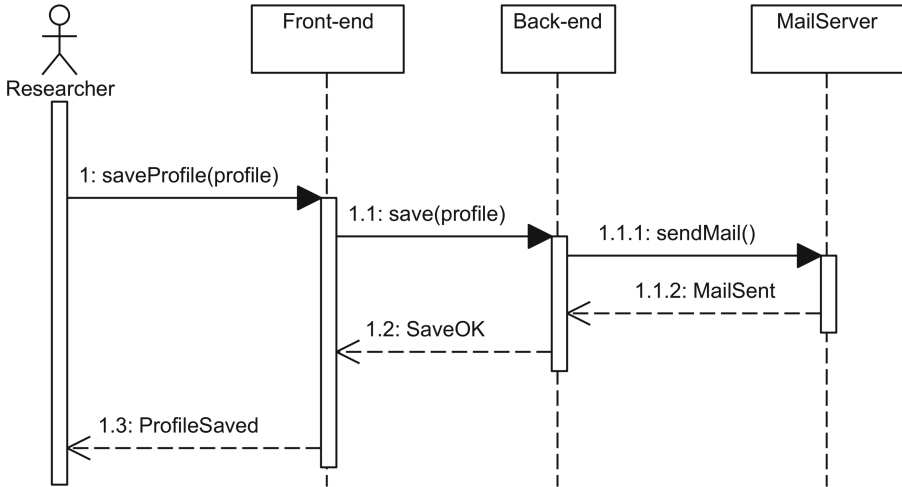 Front-end
Back-end
MailServer
Researcher
1: saveProfile(profile)
1.1: save(profile)
1.1.1: sendMail()
1.1.2: MailSent
1.2: SaveOK
1.3: ProfileSaved